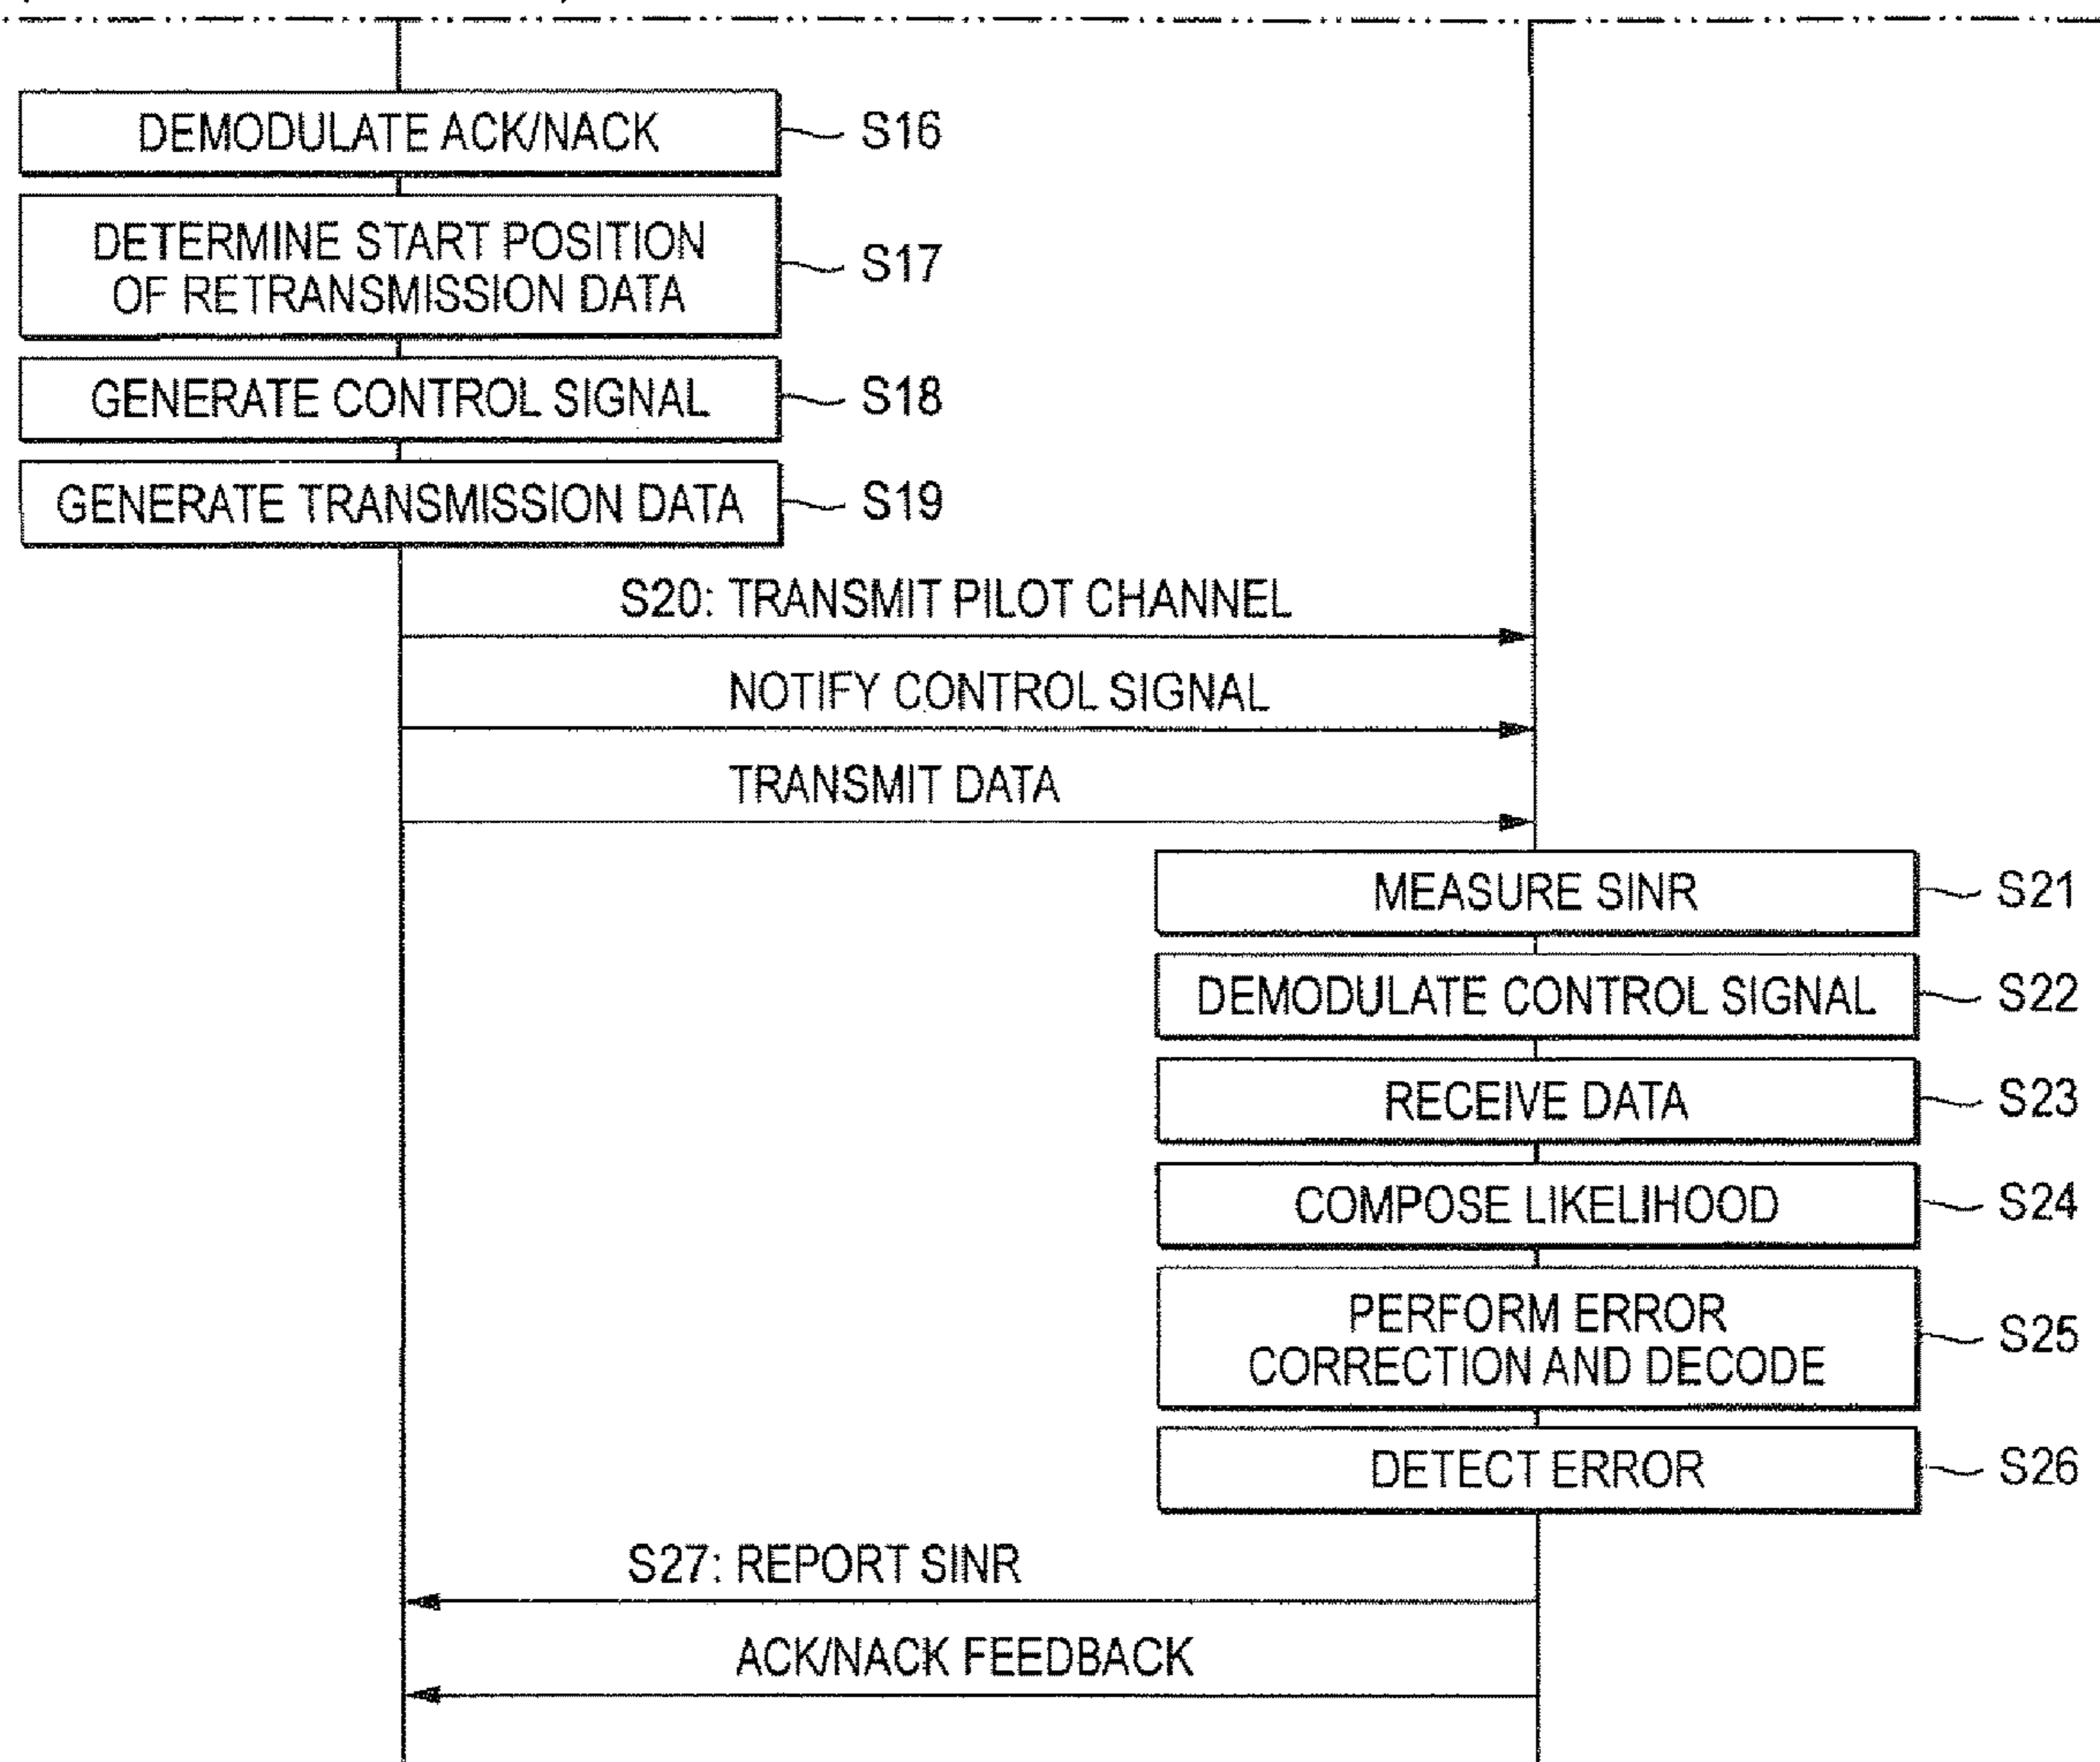 DEMODULATE ACK/NACK
S16
DETERMINE START POSITION
OF RETRANSMISSION DATA
S17
GENERATE CONTROL SIGNAL
S18
GENERATE TRANSMISSION DATA
S19
S20: TRANSMIT PILOT CHANNEL
NOTIFY CONTROL SIGNAL
TRANSMIT DATA
MEASURE SINR
S21
DEMODULATE CONTROL SIGNAL
S22
RECEIVE DATA
S23
COMPOSE LIKELIHOOD
S24
PERFORM ERROR
CORRECTION AND DECODE
S25
DETECT ERROR
S26
S27: REPORT SINR
ACK/NACK FEEDBACK